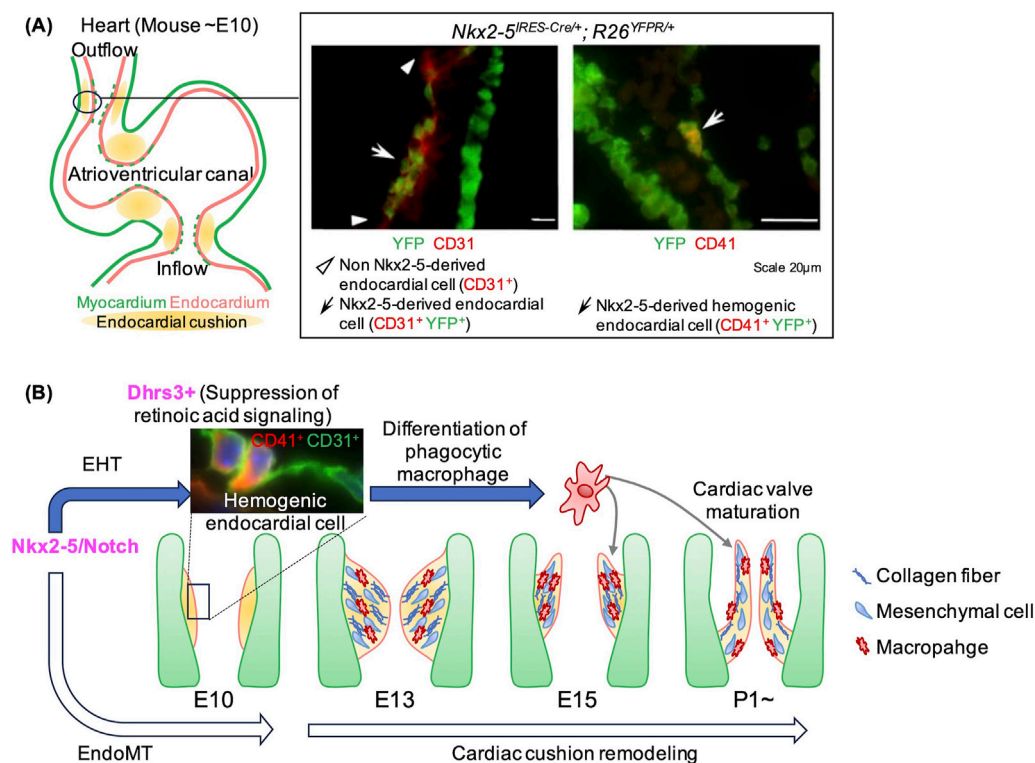 (A)
Heart (Mouse ~E10)
Outflow
Atrioventricular canal
Inflow
Myocardium Endocardium
Endocardial cushion
Nkx2-5IRES-Cre/+; R26YFPR/+
YFP CD31
Non Nkx2-5-derived
endocardial cell (CD31+)
Nkx2-5-derived endocardial
cell (CD31+ YFP+)
YFP CD41
Scale 20μm
Nkx2-5-derived hemogenic
endocardial cell (CD41+ YFP+)
(B)
Dhrs3+ (Suppression of
retinoic acid signaling)
CD41+ CD31+
Hemogenic
endocardial cell
EHT
Nkx2-5/Notch
EndoMT
Differentiation of
phagocytic
macrophage
Cardiac valve
maturation
Collagen fiber
Mesenchymal cell
Macropahge
E10
E13
E15
P1~
Cardiac cushion remodeling